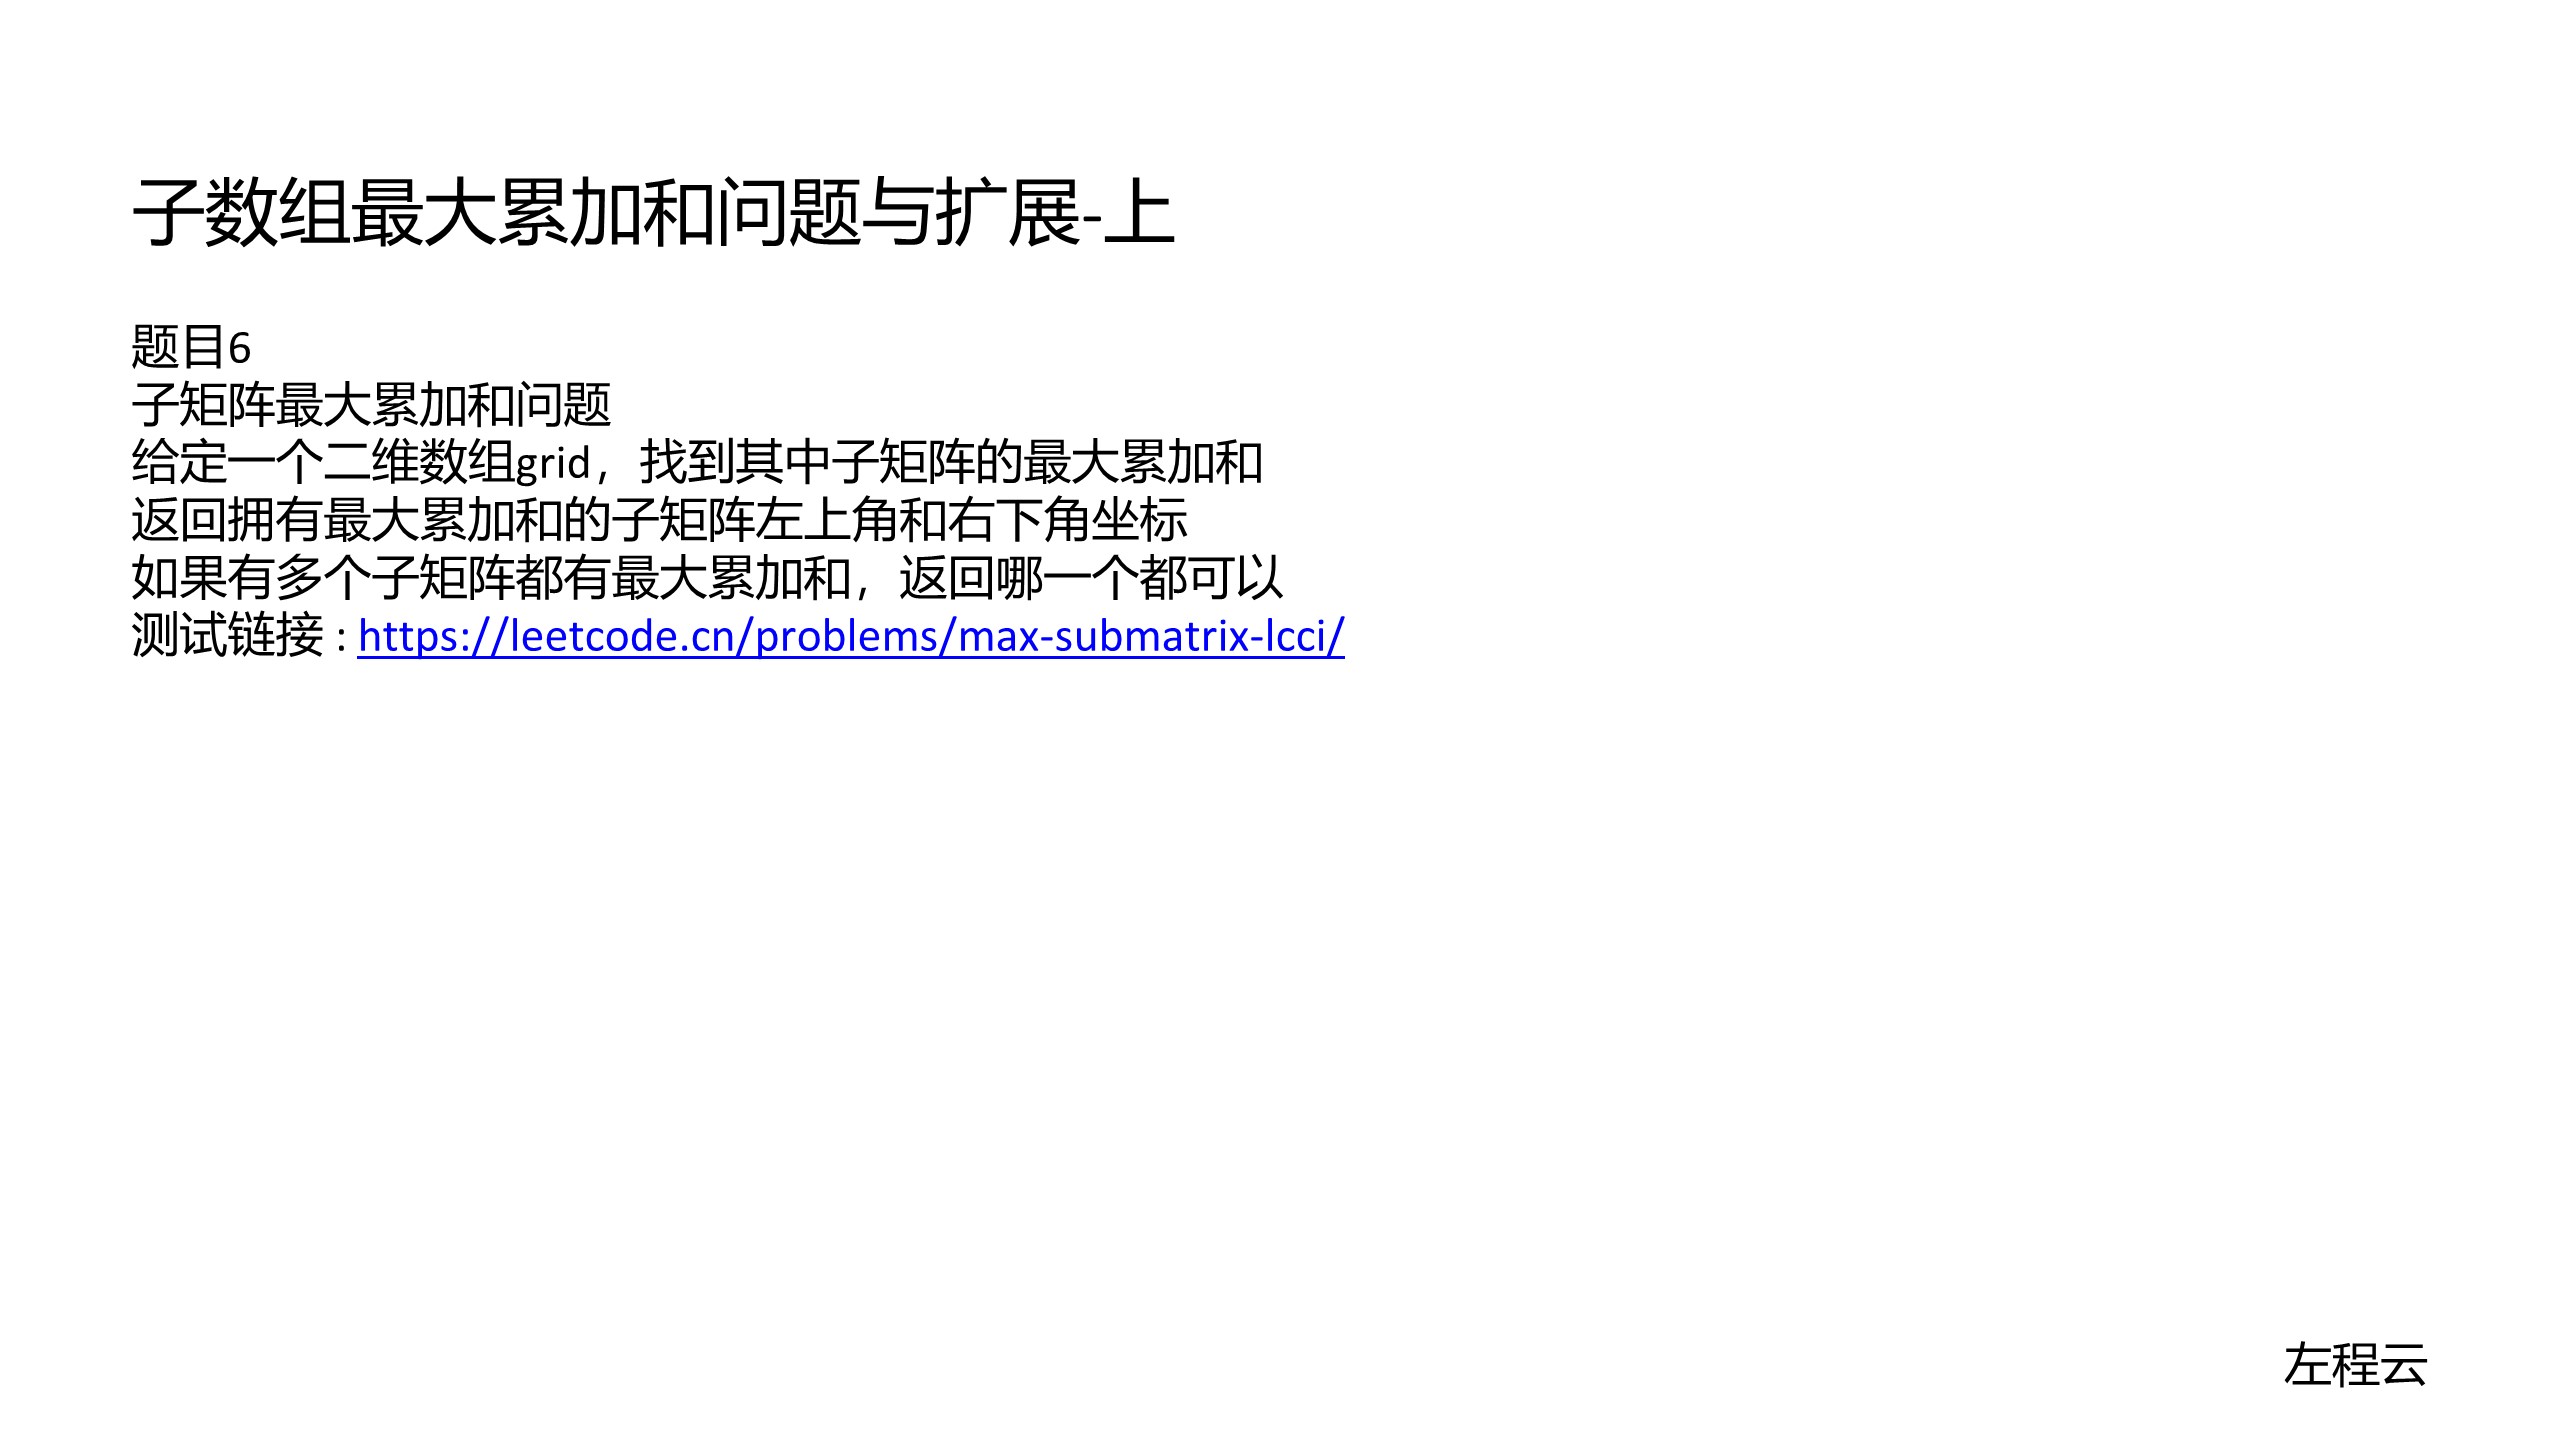 子数组最大累加和问题与扩展-上
题目6
子矩阵最大累加和问题
给定一个二维数组grid，找到其中子矩阵的最大累加和
返回拥有最大累加和的子矩阵左上角和右下角坐标
如果有多个子矩阵都有最大累加和，返回哪一个都可以
测试链接 : https://leetcode.cn/problems/max-submatrix-lcci/
左程云